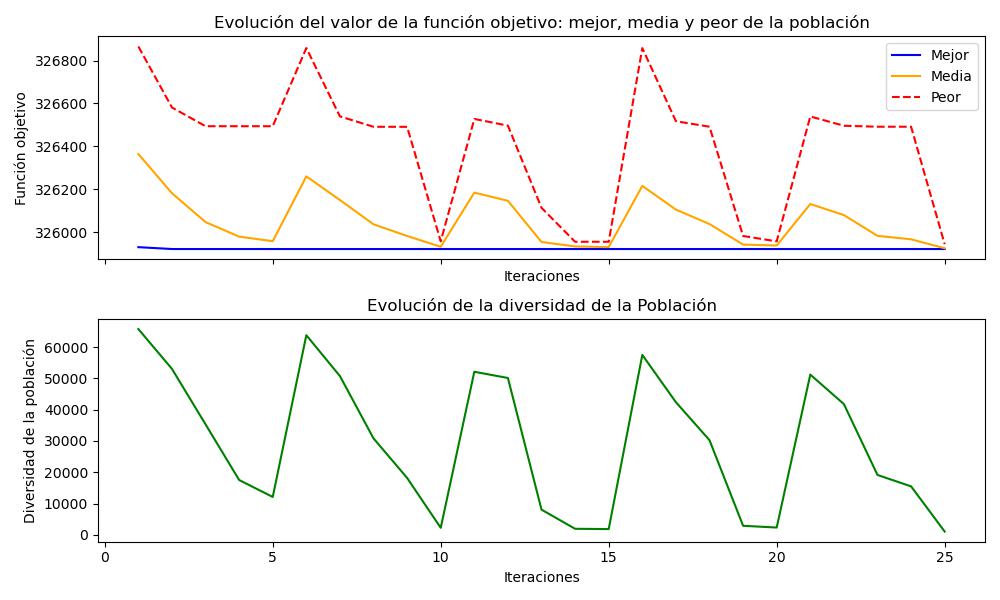 Evolución del valor de la función objetivo: mejor, media y peor de la población
Función objetivo
326800
326600
326400
326200
326000
Mejor
Media
Peor
Iteraciones
Evolución de la diversidad de la Población
Diversidad de la población
60000
50000
40000
30000
20000
10000
0
0 5 10 15 20 25
Iteraciones